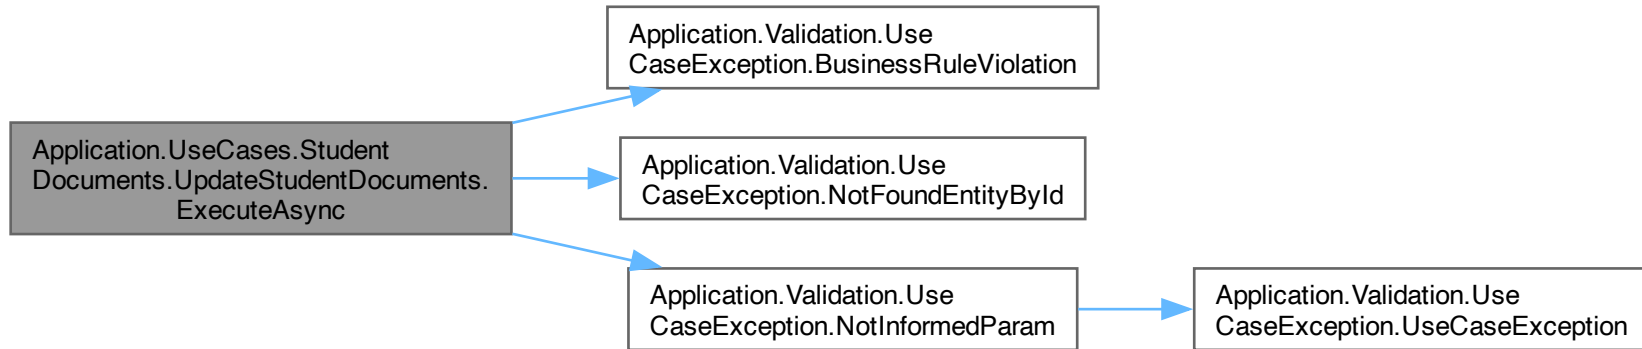 Application.Validation.Use
CaseException.BusinessRuleViolation
Application.UseCases.Student
Documents.UpdateStudentDocuments.
ExecuteAsync
Application.Validation.Use
CaseException.NotFoundEntityById
Application.Validation.Use
CaseException.NotInformedParam
Application.Validation.Use
CaseException.UseCaseException